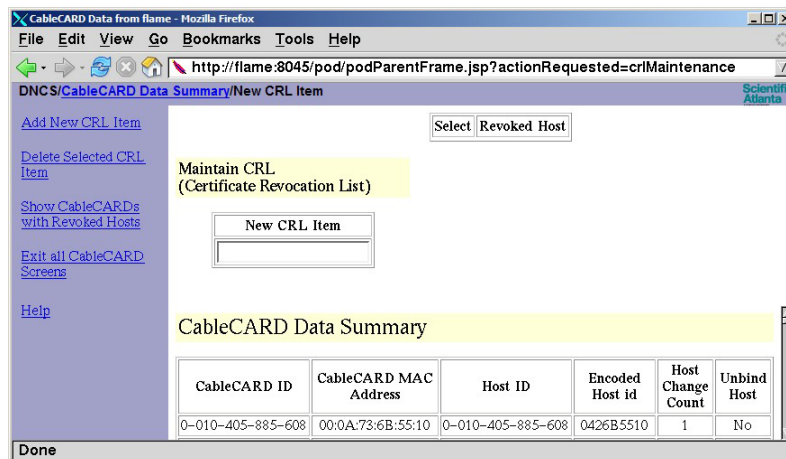 CableCARD Data from flame - Mozilla Firefox
File Edit View Go Bookmarks Tools Help
http://flame:8045/pod/podParentFrame.jsp?actionRequested=crlMaintenance
DNCS/CableCARD Data Summary/New CRL Item
Scientific
Atlanta
Add New CRL Item
Delete Selected CRL
Item
Show CableCARDs
with Revoked Hosts
Exit all CableCARD
Screens
Help
Select Revoked Host
Maintain CRL
(Certificate Revocation List)
New CRL Item
CableCARD Data Summary
CableCARD ID CableCARD MAC Address Host ID Encoded Host id Host Change Count Unbind Host
0-010-405-885-608 00:0A:73:6B:55:10 0-010-405-885-608 0426B5510 1 No
Done